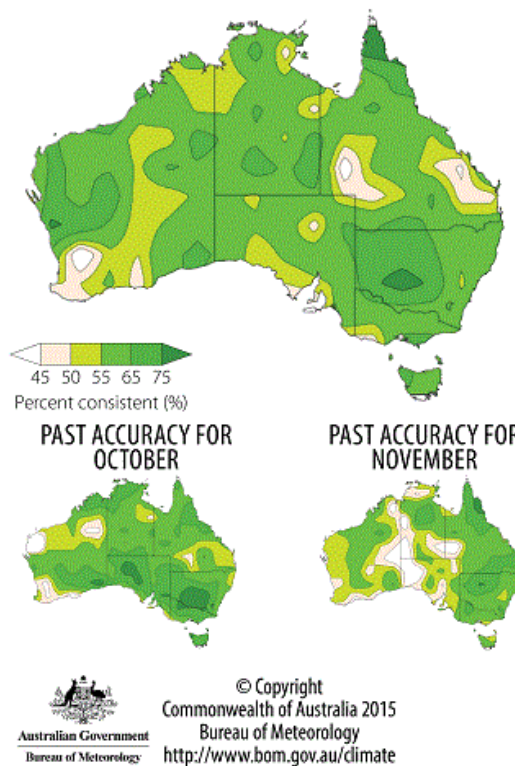 45 50 55 65 75
Percent consistent (%)
PAST ACCURACY FOR
OCTOBER
PAST ACCURACY FOR
NOVEMBER
© Copyright
Commonwealth of Australia 2015
Bureau of Meteorology
http://www.bom.gov.au/climate
Australian Government
Bureau of Meteorology